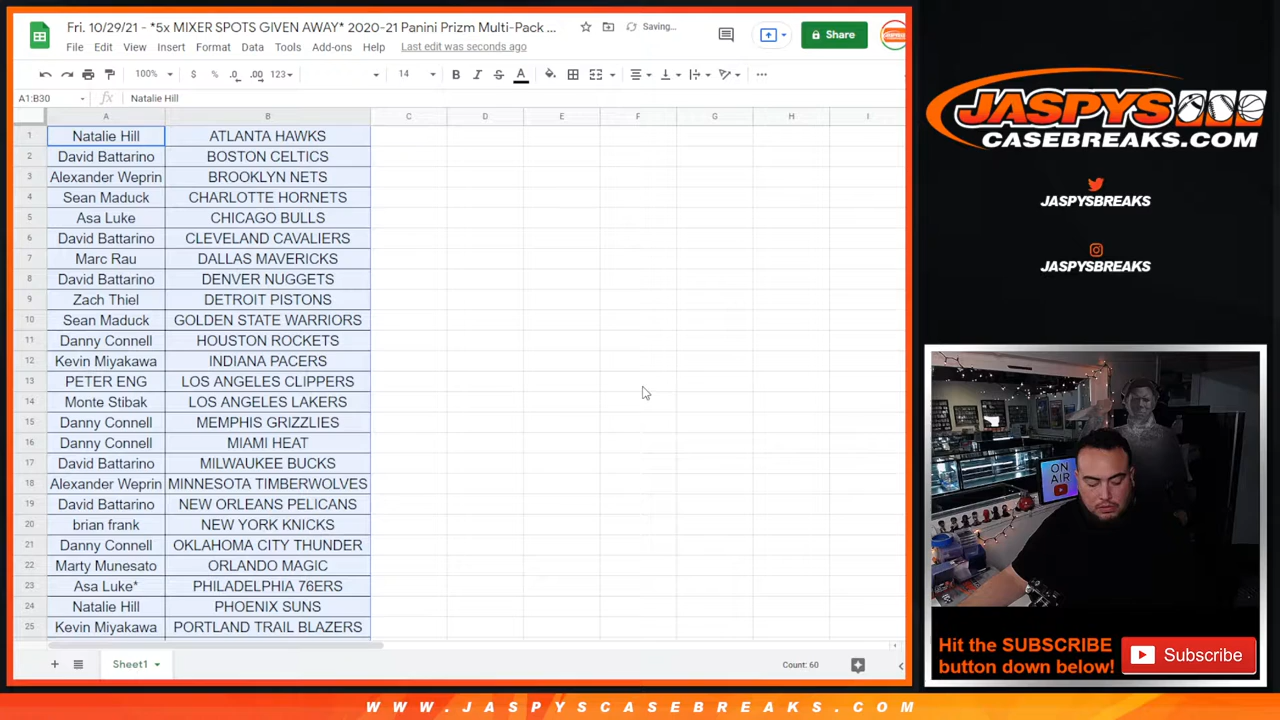 Fri. 10/29/21 - *5x MIXER SPOTS GIVEN AWAY* 2020-21 Panini Prizm Multi-Pack ...
Saving...
Share
JASPYS
File Edit View Insert Format Data Tools Add-ons Help Last edit was seconds ago
100% $ % .0 .00 123 14 B I S A
A1:B30 fx Natalie Hill
A B C D E F G H I
1 Natalie Hill ATLANTA HAWKS
2 David Battarino BOSTON CELTICS
3 Alexander Weprin BROOKLYN NETS
4 Sean Maduck CHARLOTTE HORNETS
5 Asa Luke CHICAGO BULLS
6 David Battarino CLEVELAND CAVALIERS
7 Marc Rau DALLAS MAVERICKS
8 David Battarino DENVER NUGGETS
9 Zach Thiel DETROIT PISTONS
10 Sean Maduck GOLDEN STATE WARRIORS
11 Danny Connell HOUSTON ROCKETS
12 Kevin Miyakawa INDIANA PACERS
13 PETER ENG LOS ANGELES CLIPPERS
14 Monte Stibak LOS ANGELES LAKERS
15 Danny Connell MEMPHIS GRIZZLIES
16 Danny Connell MIAMI HEAT
17 David Battarino MILWAUKEE BUCKS
18 Alexander Weprin MINNESOTA TIMBERWOLVES
19 David Battarino NEW ORLEANS PELICANS
20 brian frank NEW YORK KNICKS
21 Danny Connell OKLAHOMA CITY THUNDER
22 Marty Munesato ORLANDO MAGIC
23 Asa Luke* PHILADELPHIA 76ERS
24 Natalie Hill PHOENIX SUNS
25 Kevin Miyakawa PORTLAND TRAIL BLAZERS
Sheet1
Count: 60
JASPYS
CASEBREAKS.COM
JASPYSBREAKS
JASPYSBREAKS
ON
AIR
Hit the SUBSCRIBE
button down below!
Subscribe
WWW.JASPYSCASEBREAKS.COM